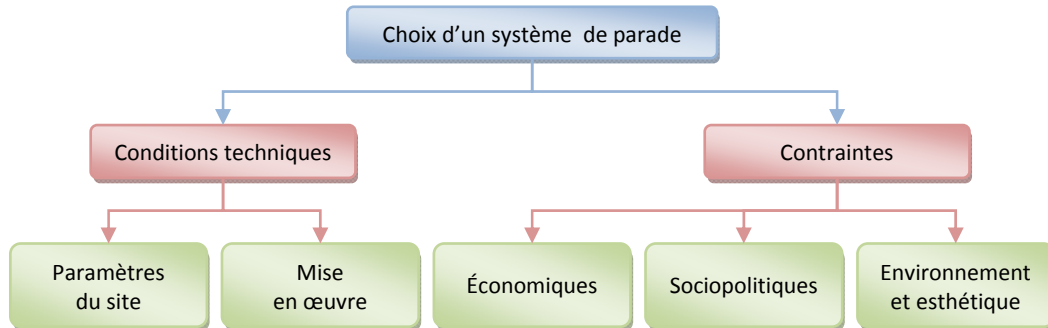 Choix d’un système de parade
Conditions techniques
Contraintes
Paramètres
du site
Mise
en œuvre
Économiques
Sociopolitiques
Environnement
et esthétique